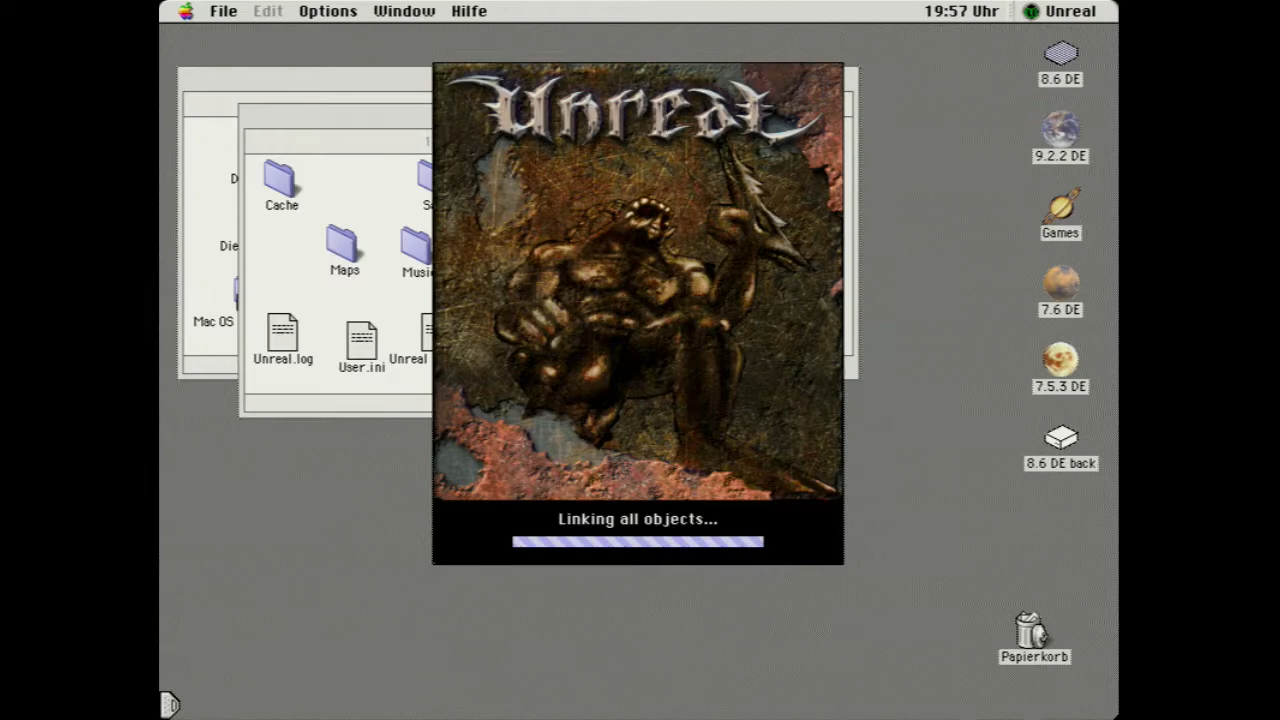 File Edit Options Window Hilfe 19:57 Uhr Unreal
Unreal
8.6 DE
9.2.2 DE
Games
7.6 DE
7.5.3 DE
8.6 DE back
Papierkorb
Die
Mac OS
Cache
Maps
Music
Unreal.log
User.ini
Unreal
Linking all objects...